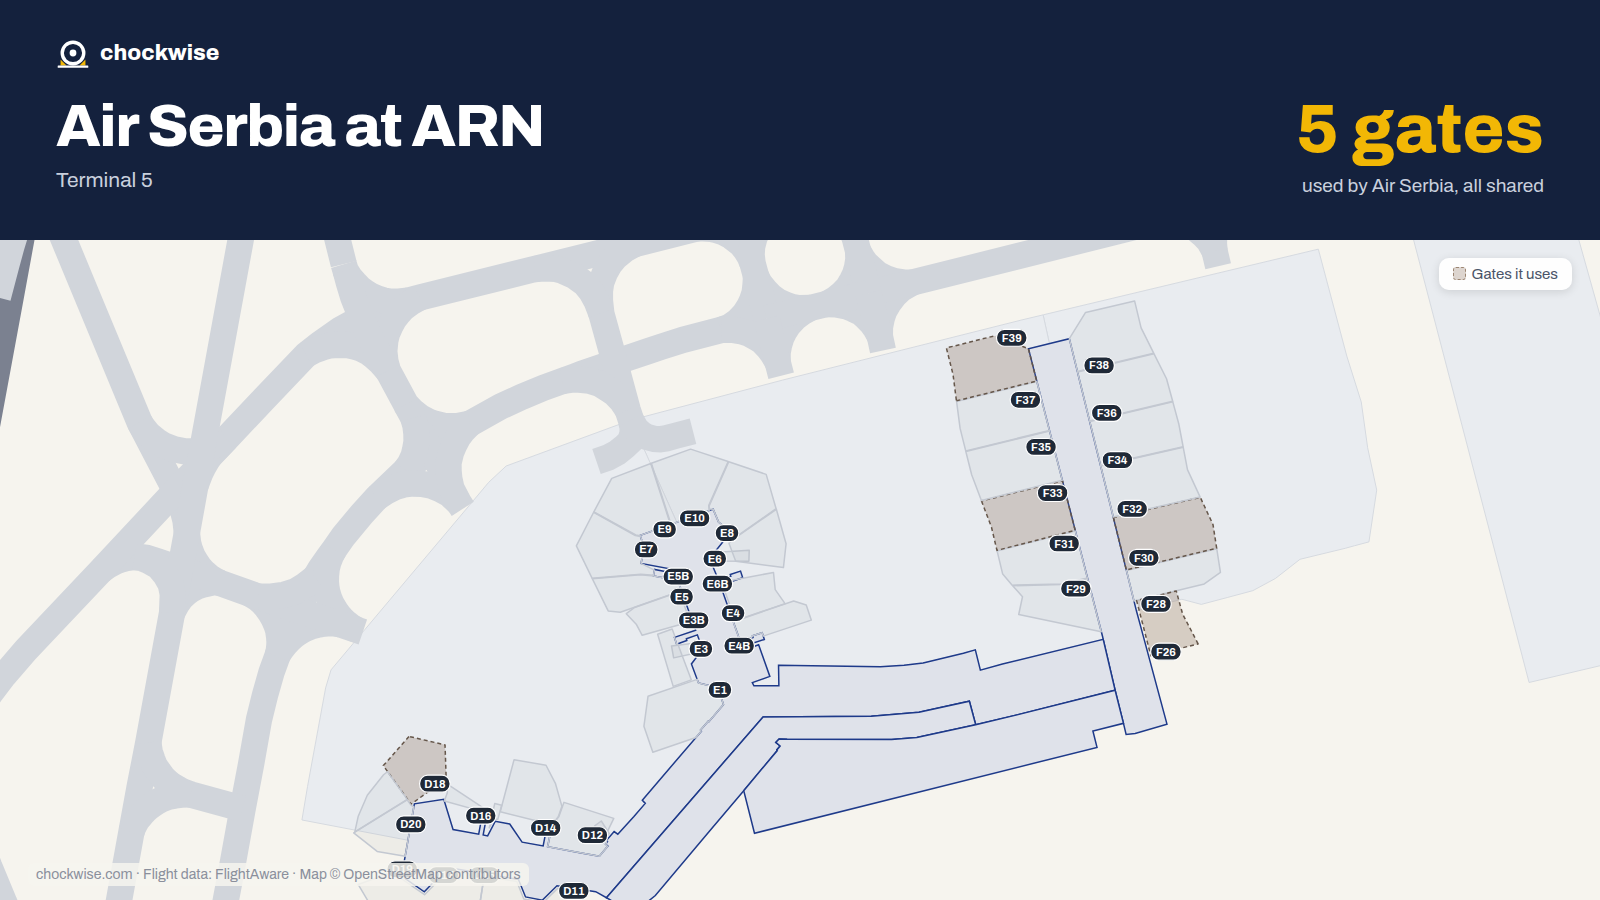 chockwise
Air Serbia at ARN
Terminal 5
5 gates
used by Air Serbia, all shared
Gates it uses
F39
F38
F37
F36
F35
F34
F33
F32
F31
F30
F29
F28
F26
E10
E9
E8
E7
E6
E5B
E6B
E5
E4
E3B
E3
E4B
E1
D18
D20
D16
D14
D12
D11
chockwise.com · Flight data: FlightAware · Map © OpenStreetMap contributors